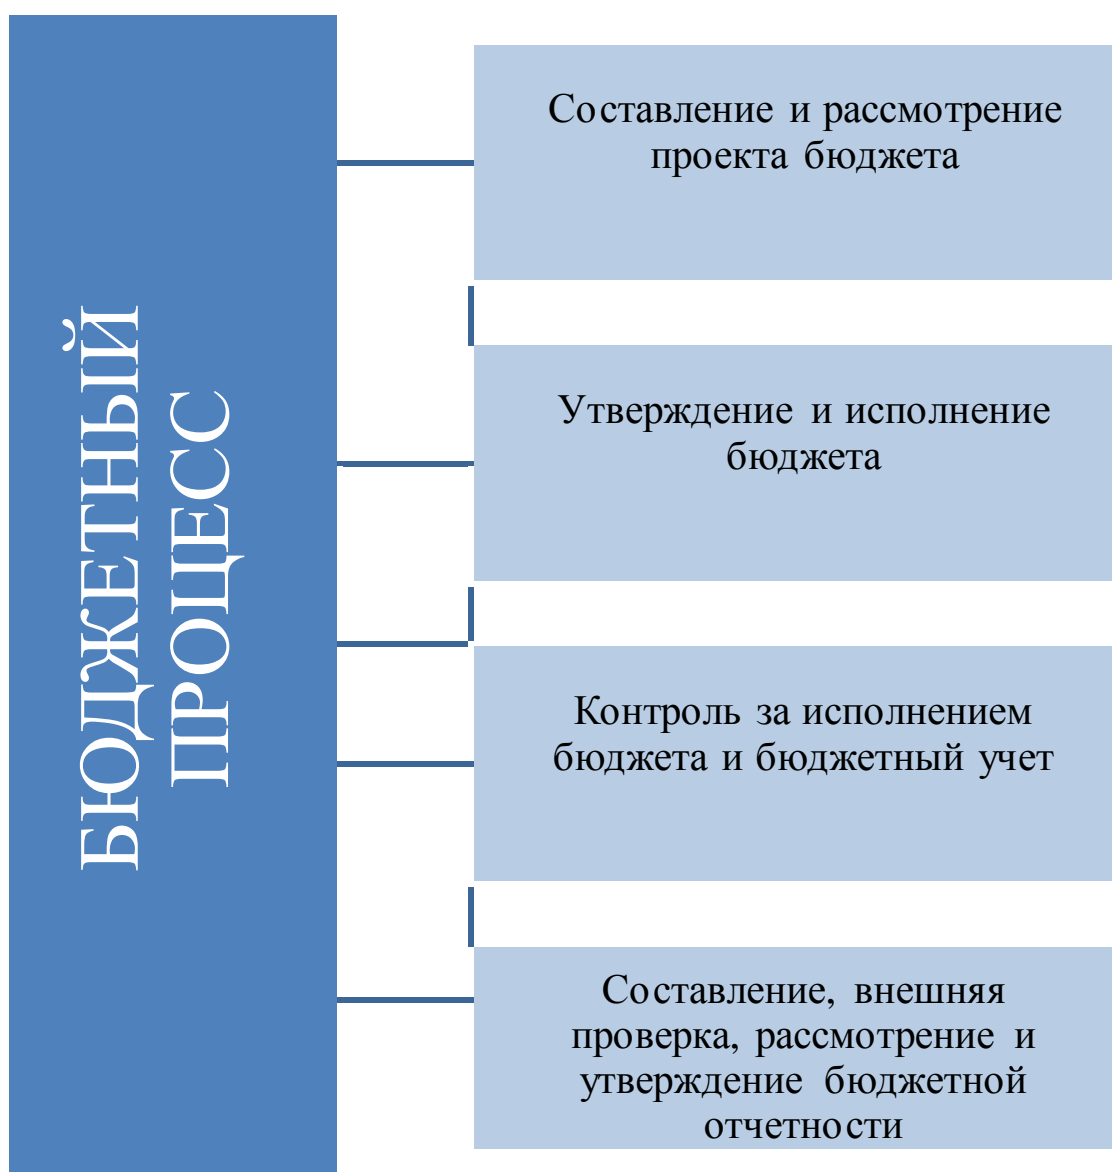 БЮДЖЕТНЫЙ
ПРОЦЕСС
Составление и рассмотрение
проекта бюджета
Утверждение и исполнение
бюджета
Контроль за исполнением
бюджета и бюджетный учет
Составление, внешняя
проверка, рассмотрение и
утверждение бюджетной
отчетности